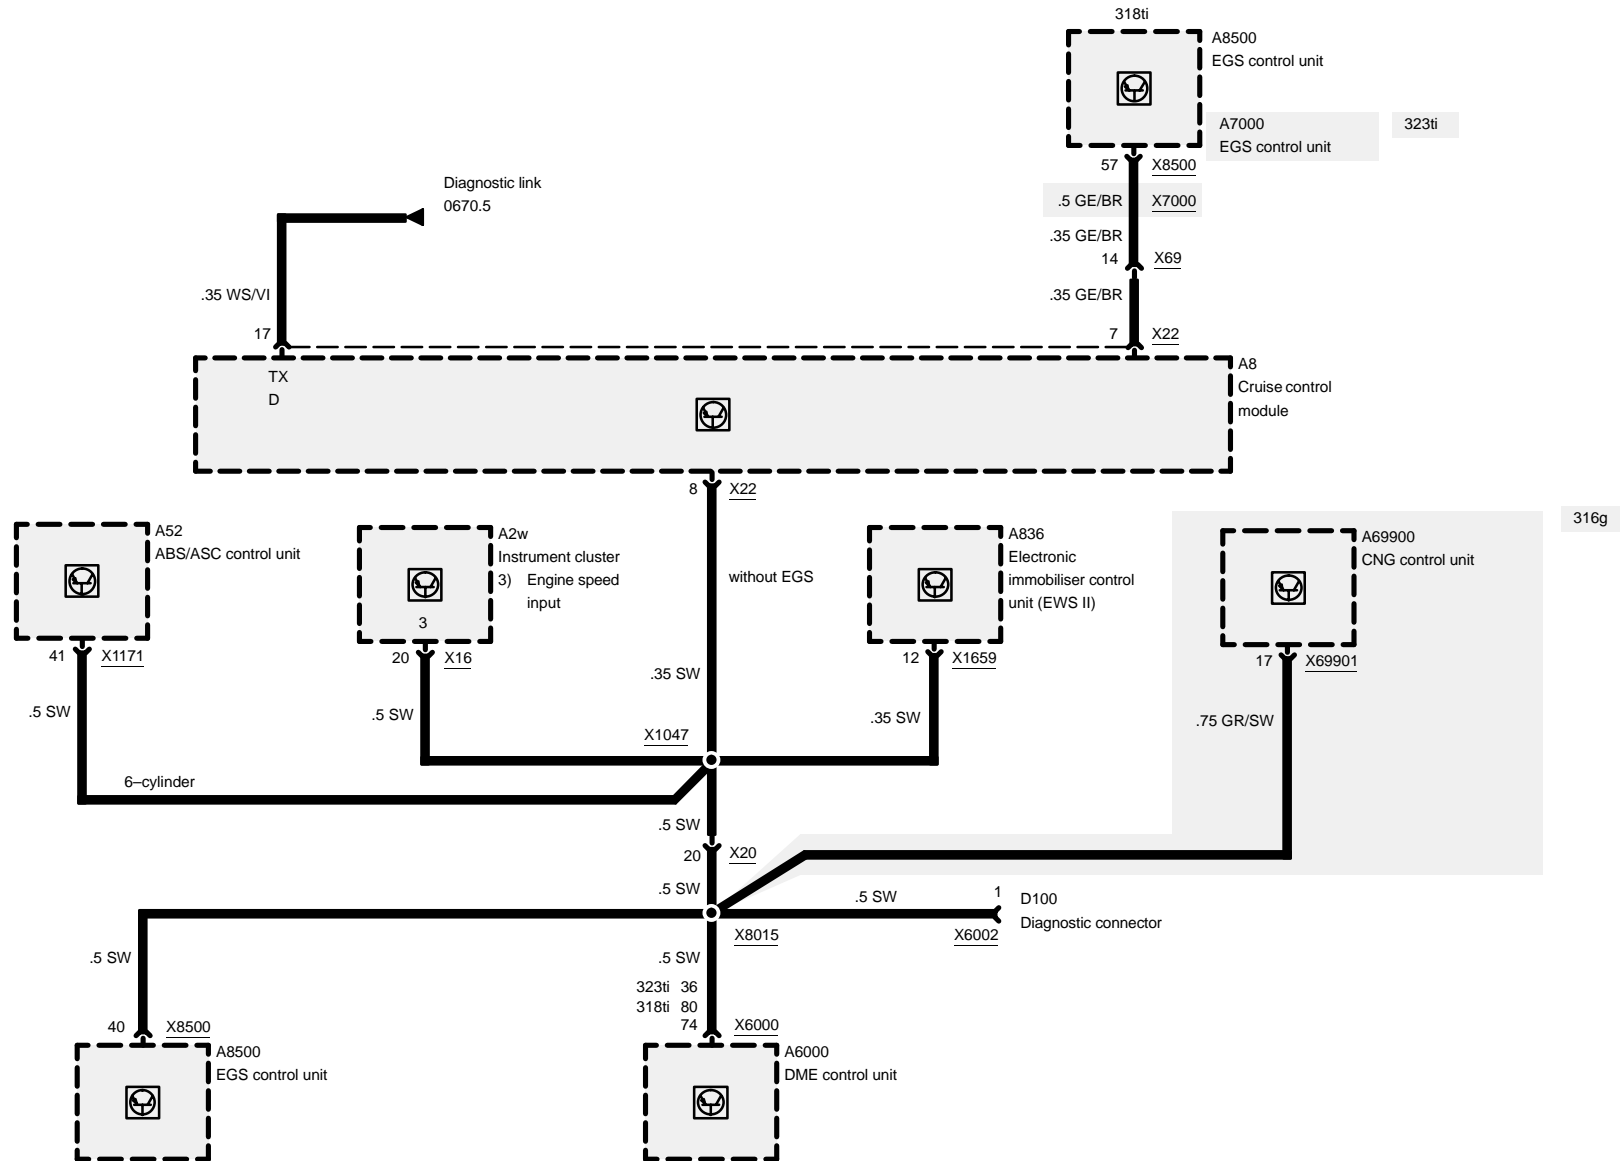 318ti
A8500
EGS control unit
A7000
EGS control unit
323ti
57 X8500
.5 GE/BR X7000
.35 GE/BR
14 X69
.35 GE/BR
7 X22
Diagnostic link
0670.5
.35 WS/VI
17
TX
D
A8
Cruise control
module
8 X22
A52
ABS/ASC control unit
41 X1171
.5 SW
6–cylinder
A2w
Instrument cluster
3) Engine speed
input
3
20 X16
.5 SW
without EGS
.35 SW
X1047
A836
Electronic
immobiliser control
unit (EWS II)
12 X1659
.35 SW
316g
A69900
CNG control unit
17 X69901
.75 GR/SW
.5 SW
20 X20
.5 SW
.5 SW
1
D100
Diagnostic connector
X8015
X6002
.5 SW
.5 SW
323ti 36
318ti 80
74 X6000
40 X8500
A8500
EGS control unit
A6000
DME control unit